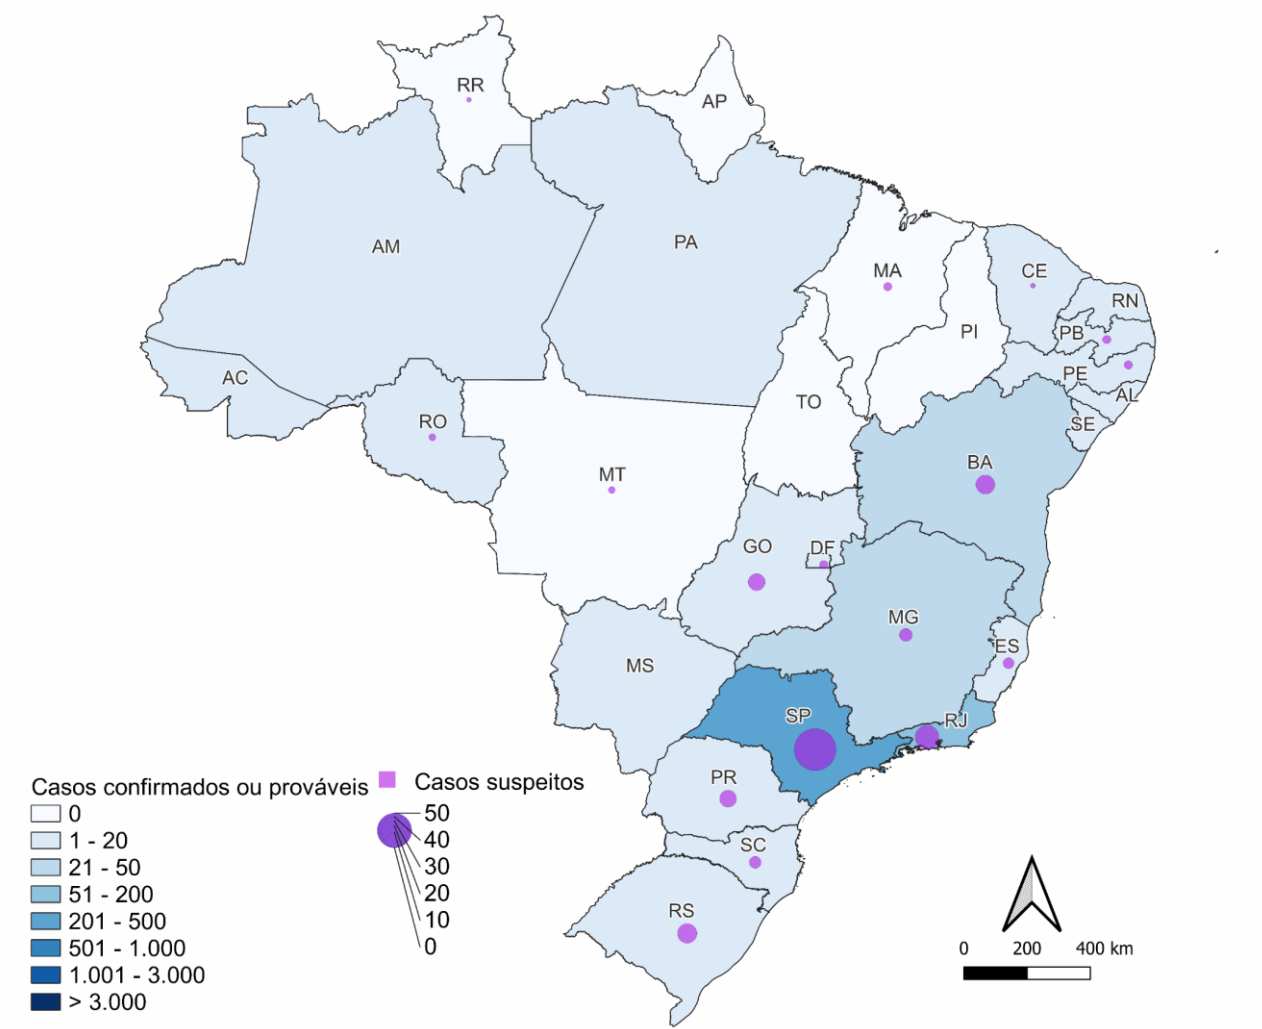 RR
AP
AM
PA
MA
CE
RN
PB
PI
PE
AC
AL
TO
RO
SE
BA
MT
GO
DF
MG
ES
MS
SP
RJ
PR
SC
RS
Casos confirmados ou prováveis
0
1 - 20
21 - 50
51 - 200
201 - 500
501 - 1.000
1.001 - 3.000
> 3.000
Casos suspeitos
50
40
30
20
10
0
0 200 400 km